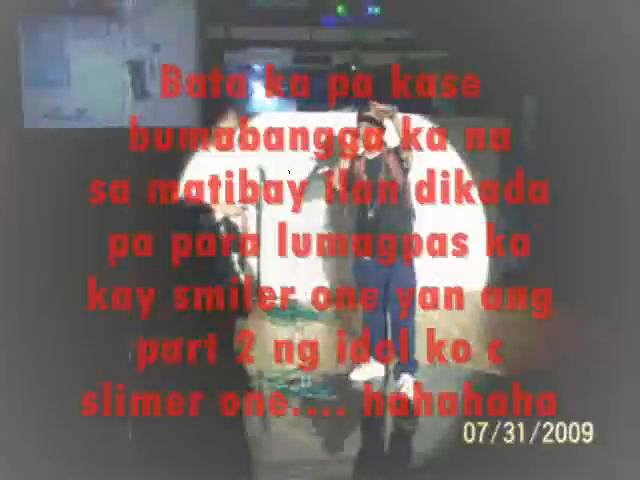 Bata ka pa kase
bumabangga ka na
sa matibay ilan dikada
pa para lumagpas ka
kay smiler one yan ang
part 2 ng idol ko c
slimer one.... hahahaha
07/31/2009